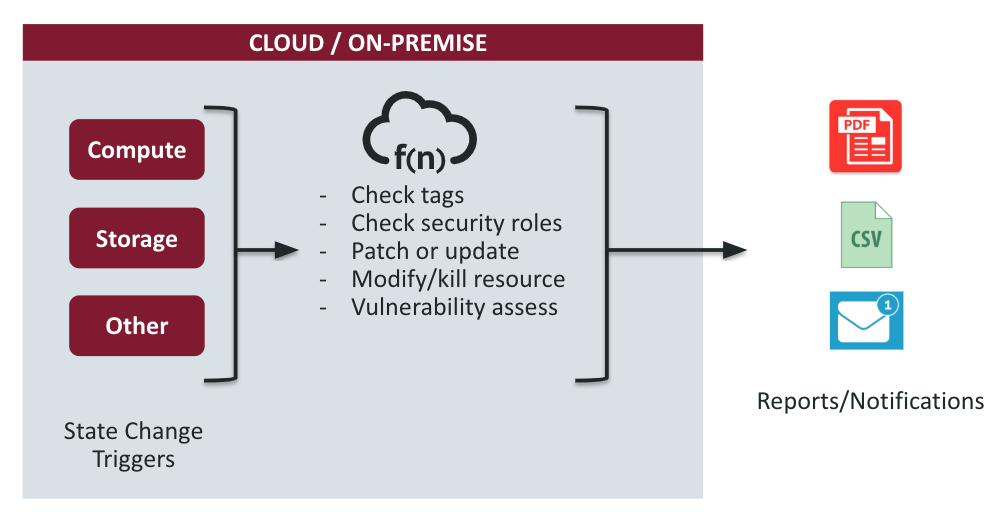 CLOUD / ON-PREMISE
Compute
Storage
Other
State Change
Triggers
f(n)
- Check tags
- Check security roles
- Patch or update
- Modify/kill resource
- Vulnerability assess
PDF
CSV
1
Reports/Notifications